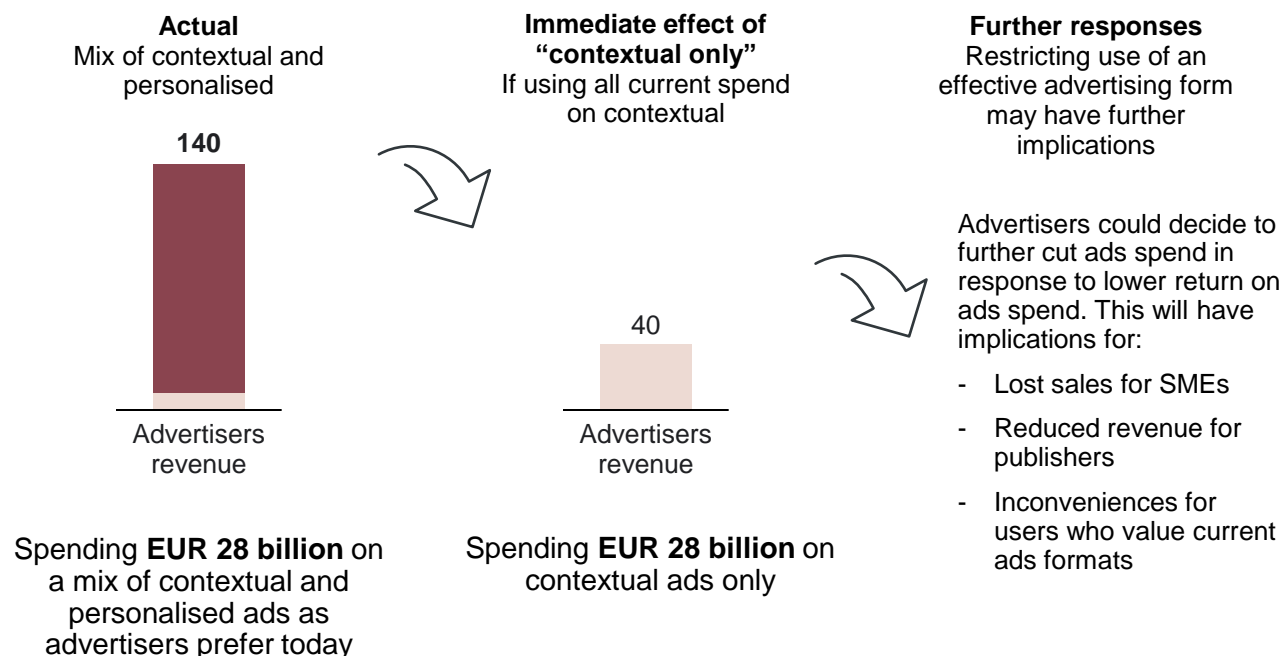 Actual
Mix of contextual and
personalised
140
Advertisers
revenue
Spending EUR 28 billion on
a mix of contextual and
personalised ads as
advertisers prefer today
Immediate effect of
“contextual only”
If using all current spend
on contextual
40
Advertisers
revenue
Spending EUR 28 billion on
contextual ads only
Further responses
Restricting use of an
effective advertising form
may have further
implications
Advertisers could decide to
further cut ads spend in
response to lower return on
ads spend. This will have
implications for:
- Lost sales for SMEs
- Reduced revenue for
publishers
- Inconveniences for
users who value current
ads formats